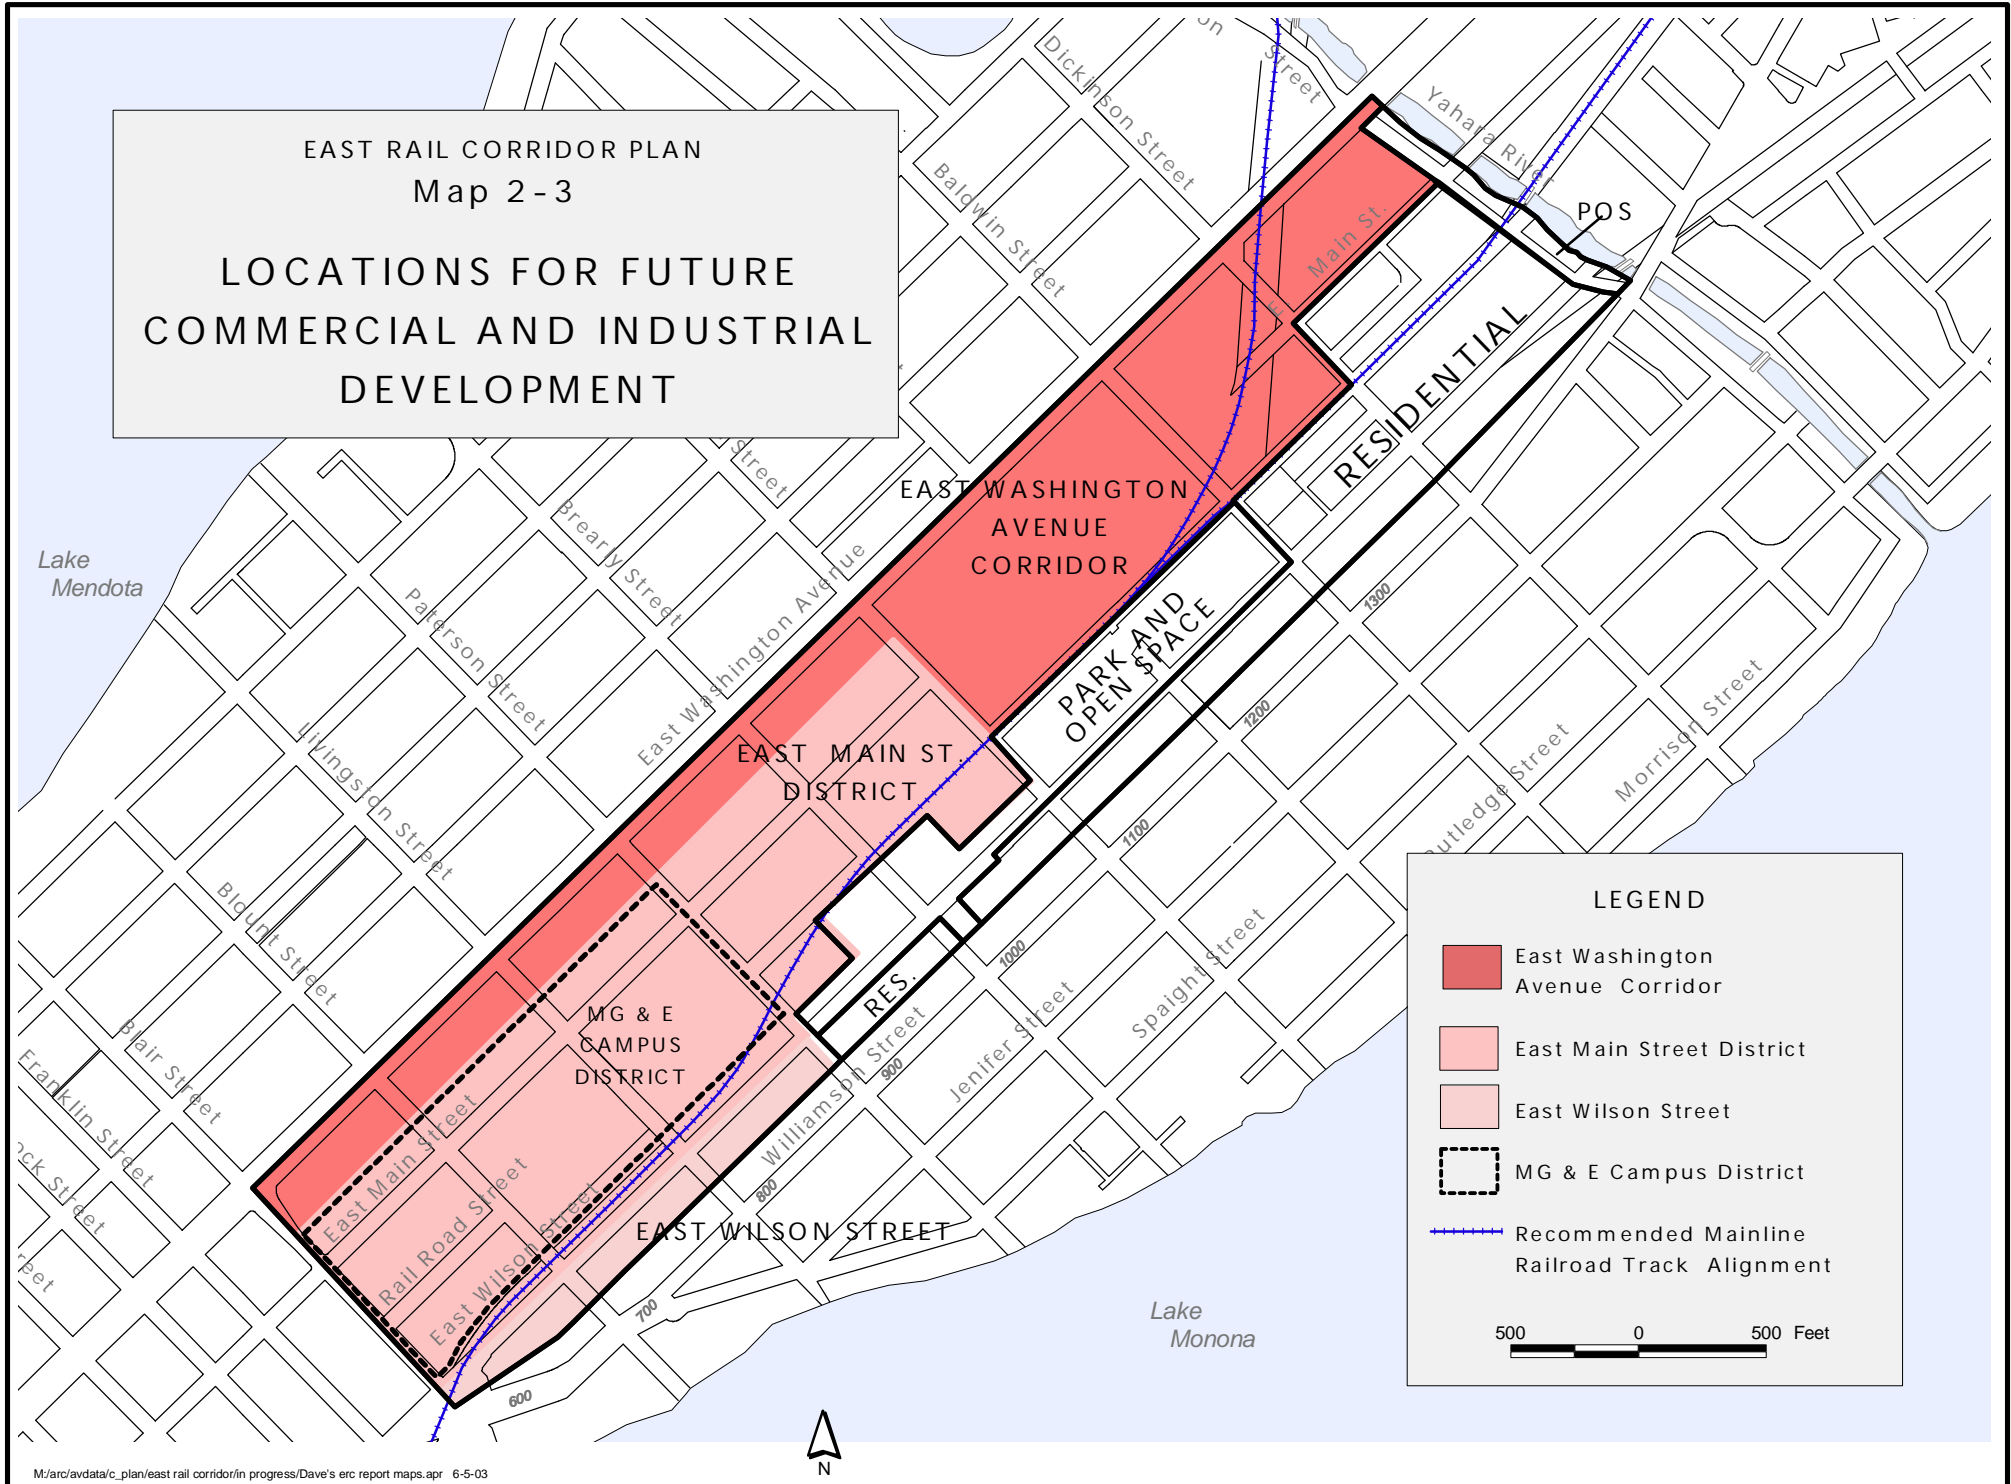 EAST RAIL CORRIDOR PLAN
Map 2-3
LOCATIONS FOR FUTURE
COMMERCIAL AND INDUSTRIAL
DEVELOPMENT
on
Street
Dickinson Street
Baldwin Street
Yahara River
POS
E. Main St.
RESIDENTIAL
Street
Brearly Street
Paterson Street
Livingston Street
Blount Street
Blair Street
Franklin Street
ock Street
reet
East Washington Avenue
Lake
Mendota
EAST WASHINGTON
AVENUE
CORRIDOR
PARK AND
OPEN SPACE
EAST MAIN ST.
DISTRICT
MG & E
CAMPUS
DISTRICT
RES.
East Main Street
Rail Road Street
East Wilson Street
EAST WILSON STREET
Williamson Street
Jenifer Street
Spaight Street
Rutledge Street
Morrison Street
600
700
800
900
1000
1100
1200
1300
Lake
Monona
LEGEND
East Washington
Avenue Corridor
East Main Street District
East Wilson Street
MG & E Campus District
Recommended Mainline
Railroad Track Alignment
500 0 500 Feet
N
M:/arc/avdata/c_plan/east rail corridor/in progress/Dave's erc report maps.apr 6-5-03